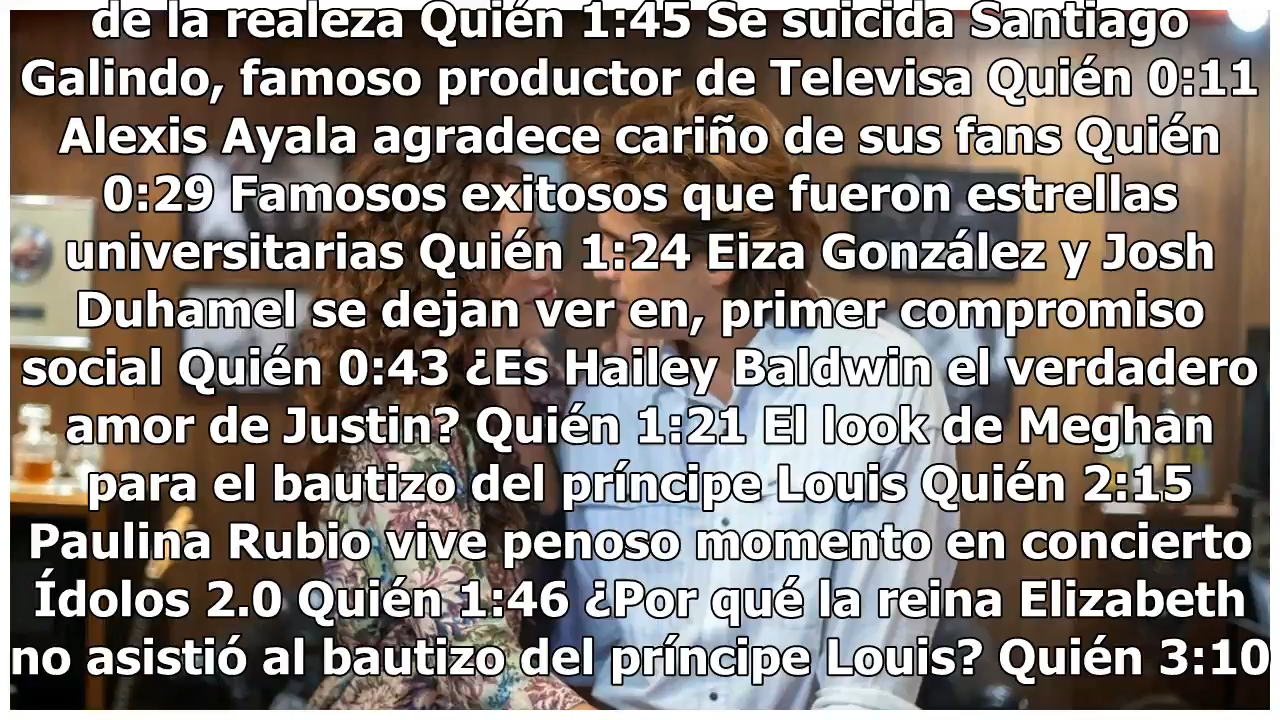 de la realeza Quién 1:45 Se suicida Santiago
Galindo, famoso productor de Televisa Quién 0:11
Alexis Ayala agradece cariño de sus fans Quién
0:29 Famosos exitosos que fueron estrellas
universitarias Quién 1:24 Eiza González y Josh
Duhamel se dejan ver en, primer compromiso
social Quién 0:43 ¿Es Hailey Baldwin el verdadero
amor de Justin? Quién 1:21 El look de Meghan
para el bautizo del príncipe Louis Quién 2:15
Paulina Rubio vive penoso momento en concierto
Ídolos 2.0 Quién 1:46 ¿Por qué la reina Elizabeth
no asistió al bautizo del príncipe Louis? Quién 3:10